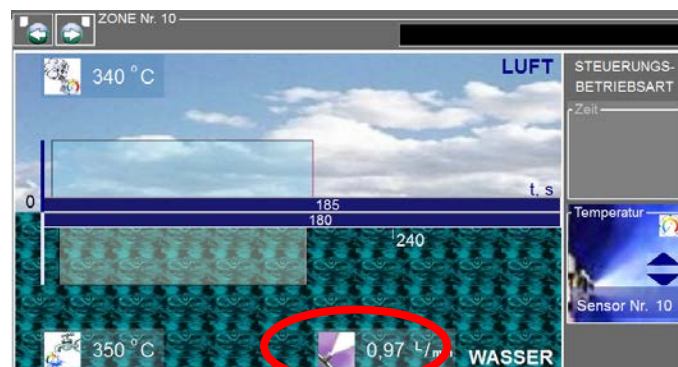 ZONE Nr. 10
340 °C
LUFT
STEUERUNGS-
BETRIEBSART
Zeit
t, s
0
185
180
240
Temperatur
Sensor Nr. 10
350 °C
0,97 L/
WASSER